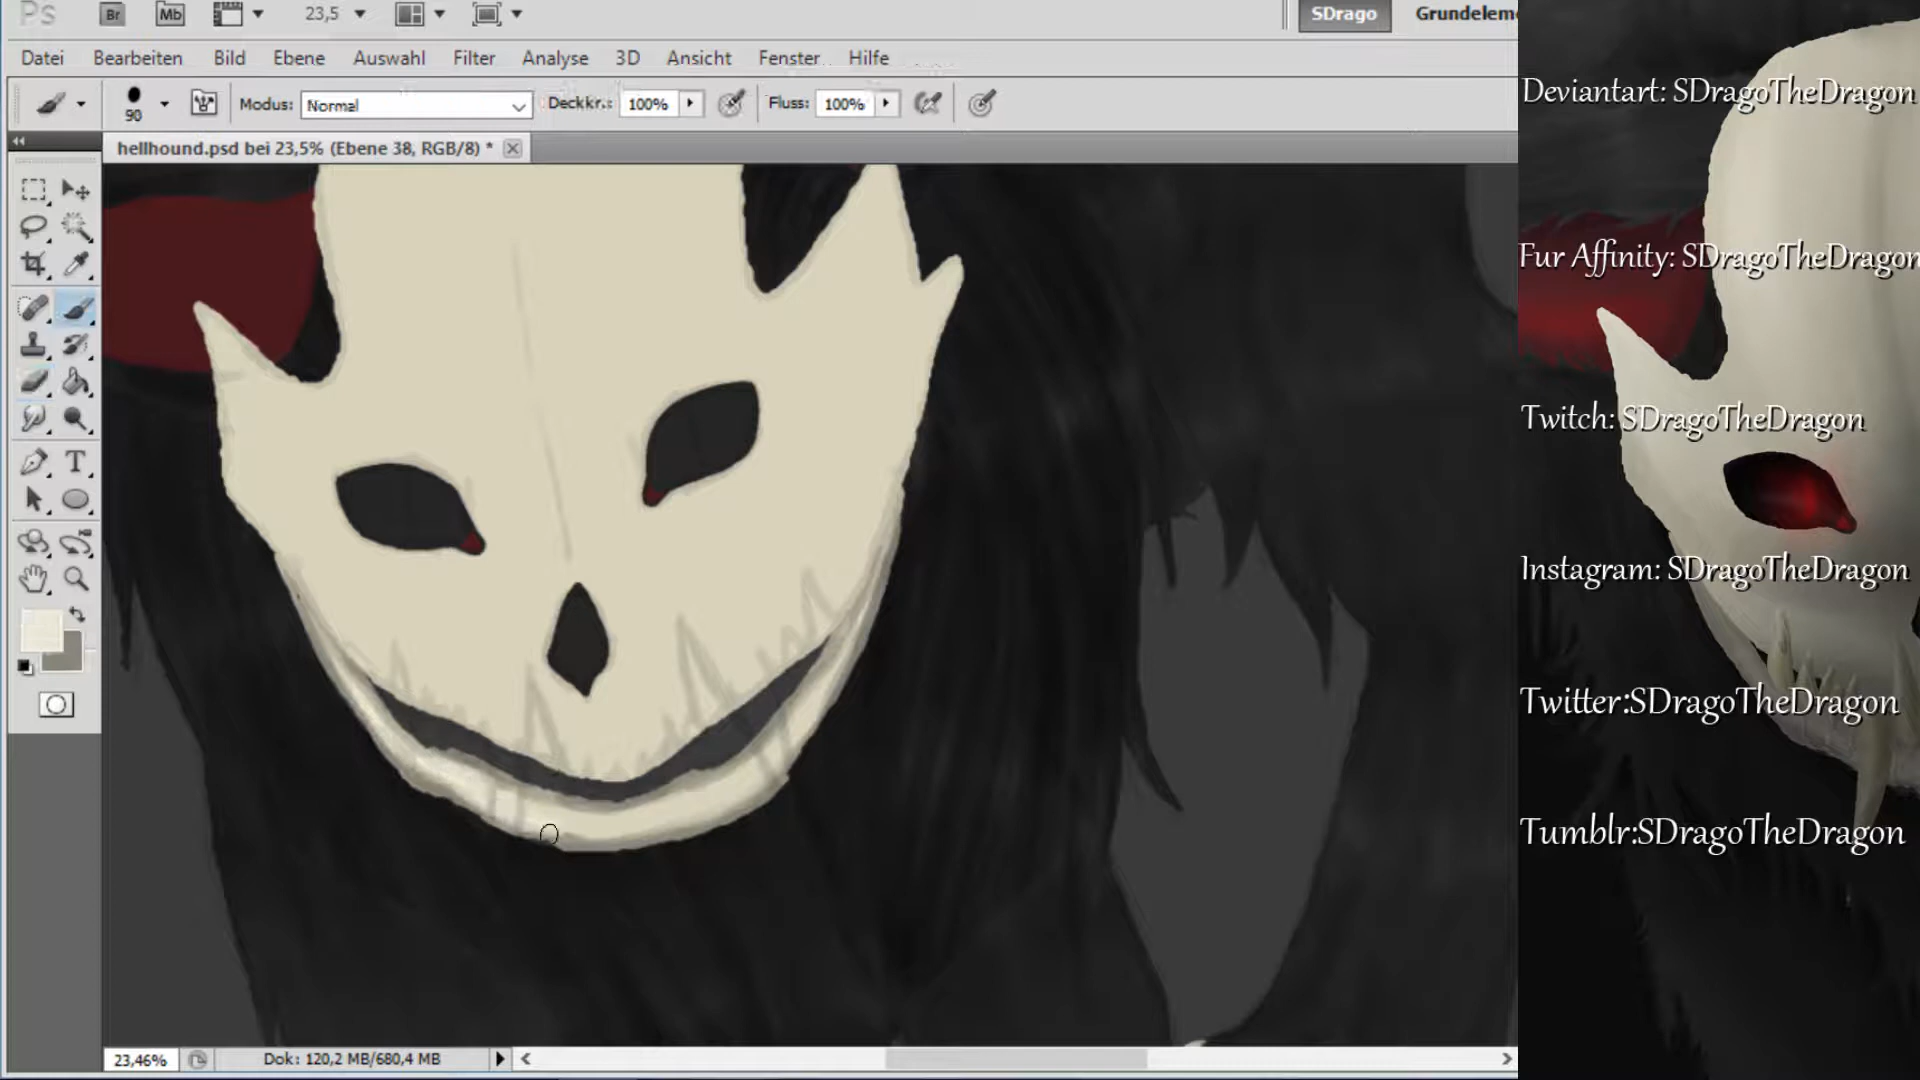 Ps Br Mb 23,5 SDrago Grundeleme
Datei Bearbeiten Bild Ebene Auswahl Filter Analyse 3D Ansicht Fenster Hilfe
90 Modus: Normal Deckkr.: 100% Fluss: 100%
hellhound.psd bei 23,5% (Ebene 38, RGB/8) *
T
23,46% Dok: 120,2 MB/680,4 MB
Deviantart: SDragoTheDragon
Fur Affinity: SDragoTheDragon
Twitch: SDragoTheDragon
Instagram: SDragoTheDragon
Twitter:SDragoTheDragon
Tumblr:SDragoTheDragon